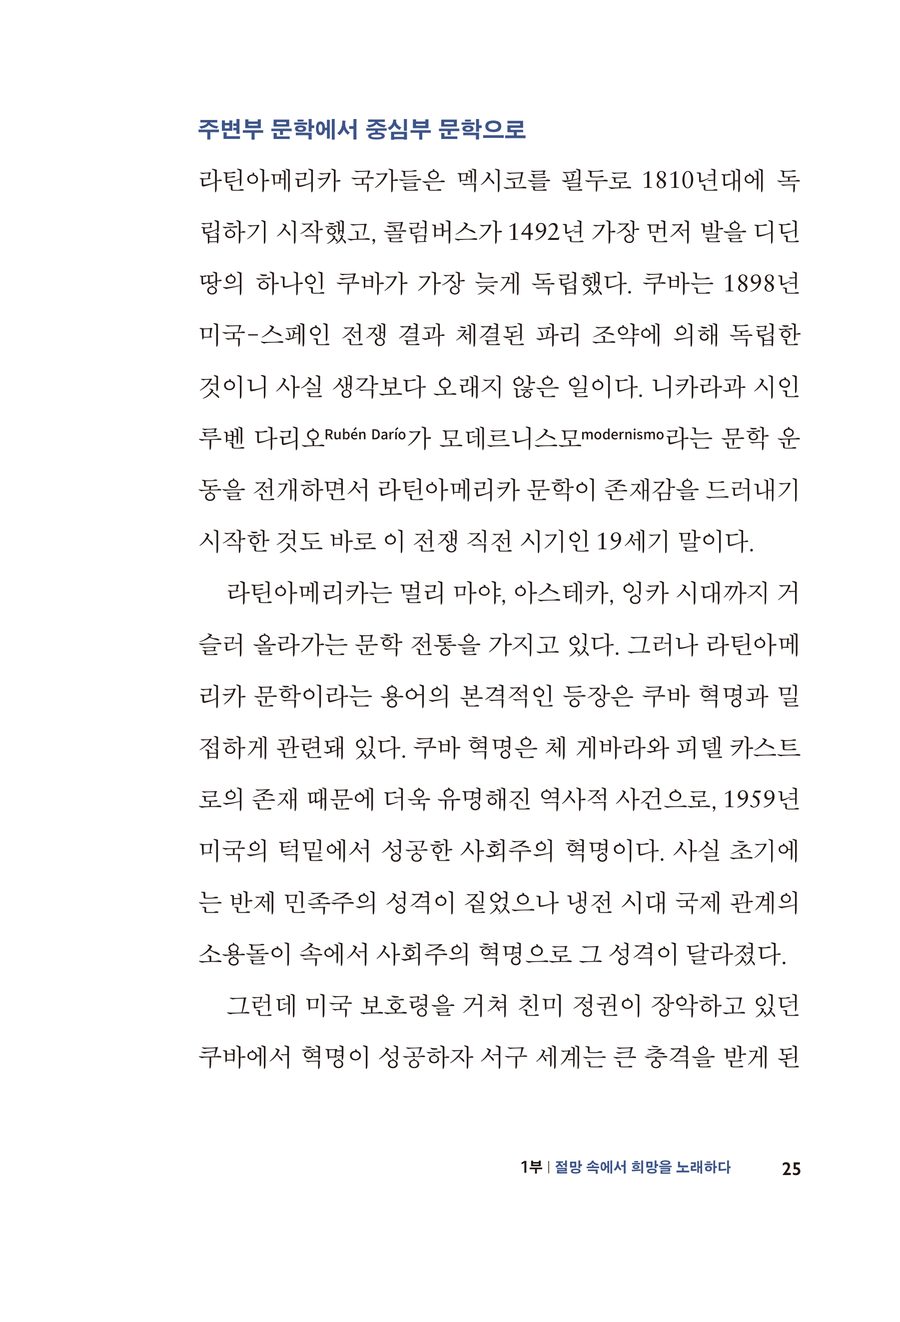 주변부 문학에서 중심부 문학으로
라틴아메리카 국가들은 멕시코를 필두로 1810년대에 독
립하기 시작했고, 콜럼버스가 1492년 가장 먼저 발을 디딘
땅의 하나인 쿠바가 가장 늦게 독립했다. 쿠바는 1898년
미국-스페인 전쟁 결과 체결된 파리 조약에 의해 독립한
것이니 사실 생각보다 오래지 않은 일이다. 니카라과 시인
루벤 다리오Rubén Darío가 모데르니스모modernismo라는 문학 운
동을 전개하면서 라틴아메리카 문학이 존재감을 드러내기
시작한 것도 바로 이 전쟁 직전 시기인 19세기 말이다.
라틴아메리카는 멀리 마야, 아스테카, 잉카 시대까지 거
슬러 올라가는 문학 전통을 가지고 있다. 그러나 라틴아메
리카 문학이라는 용어의 본격적인 등장은 쿠바 혁명과 밀
접하게 관련돼 있다. 쿠바 혁명은 체 게바라와 피델 카스트
로의 존재 때문에 더욱 유명해진 역사적 사건으로, 1959년
미국의 턱밑에서 성공한 사회주의 혁명이다. 사실 초기에
는 반제 민족주의 성격이 짙었으나 냉전 시대 국제 관계의
소용돌이 속에서 사회주의 혁명으로 그 성격이 달라졌다.
그런데 미국 보호령을 거쳐 친미 정권이 장악하고 있던
쿠바에서 혁명이 성공하자 서구 세계는 큰 충격을 받게 된
1부 | 절망 속에서 희망을 노래하다 25